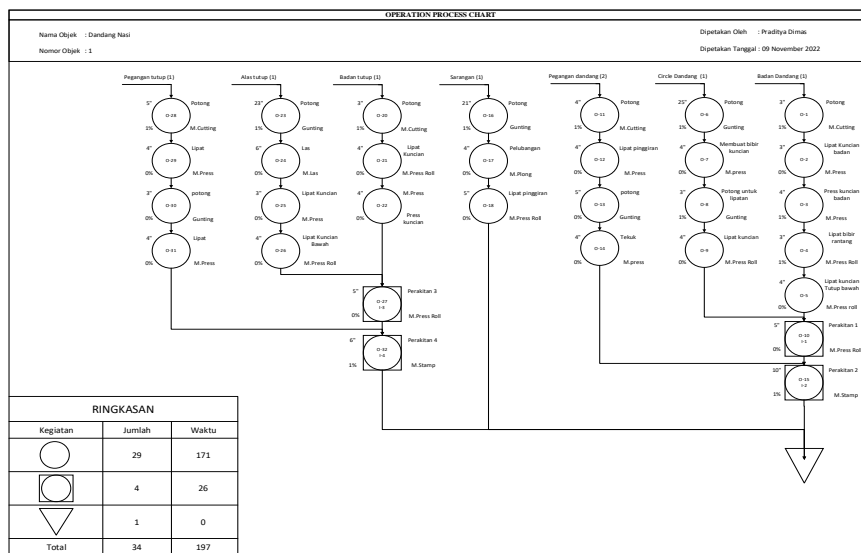 OPERATION PROCESS CHART
Nama Objek : Dandang Nasi
Nomor Objek : 1
Dipetakan Oleh : Praditya Dimas
Dipetakan Tanggal : 09 November 2022
Pegangan tutup (1)
5"
O-28
Potong
1%
M.Cutting
4"
O-29
Lipat
0%
M.Press
3"
O-30
potong
0%
Gunting
4"
O-31
Lipat
0%
M.Press
Alas tutup (1)
23"
O-23
Potong
1%
Gunting
6"
O-24
Las
0%
M.Las
3"
O-25
Lipat Kuncian
0%
M.Press
4"
O-26
Lipat Kuncian
Bawah
0%
M.Press Roll
Badan tutup (1)
3"
O-20
Potong
1%
M.Cutting
4"
O-21
Lipat
Kuncian
0%
M.Press Roll
4"
O-22
M.Press
0%
Press
kuncian
5"
O-27
Perakitan 3
0%
M.Press Roll
6"
O-32
Perakitan 4
1%
M.Stamp
Sarangan (1)
21"
O-16
Potong
1%
Gunting
4"
O-17
Pelubangan
0%
M.Plong
5"
O-18
Lipat pinggiran
0%
M.Press Roll
Pegangan dandang (2)
4"
O-11
Potong
1%
M.Cutting
4"
O-12
Lipat pinggiran
0%
M.Press
5"
O-13
potong
0%
Gunting
4"
O-14
Tekuk
0%
M.press
Circle Dandang (1)
25"
O-6
Potong
1%
Gunting
4"
O-7
Membuat bibir
kuncian
0%
M.press
3"
O-8
Potong untuk
lipatan
1%
Gunting
4"
O-9
Lipat kuncian
0%
M.Press Roll
Badan Dandang (1)
3"
O-1
Potong
1%
M.Cutting
3"
O-2
Lipat Kuncian
badan
0%
M.Press
4"
O-3
Press kuncian
badan
1%
M.Press
3"
O-4
Lipat bibir
rantang
1%
M.Press Roll
4"
O-5
Lipat kuncian
Tutup bawah
0%
M.Press roll
5"
O-10
I-1
Perakitan 1
0%
M.Press Roll
10"
O-15
I-2
Perakitan 2
1%
M.Stamp
RINGKASAN
Kegiatan Jumlah Waktu
29 171
4 26
1 0
Total 34 197